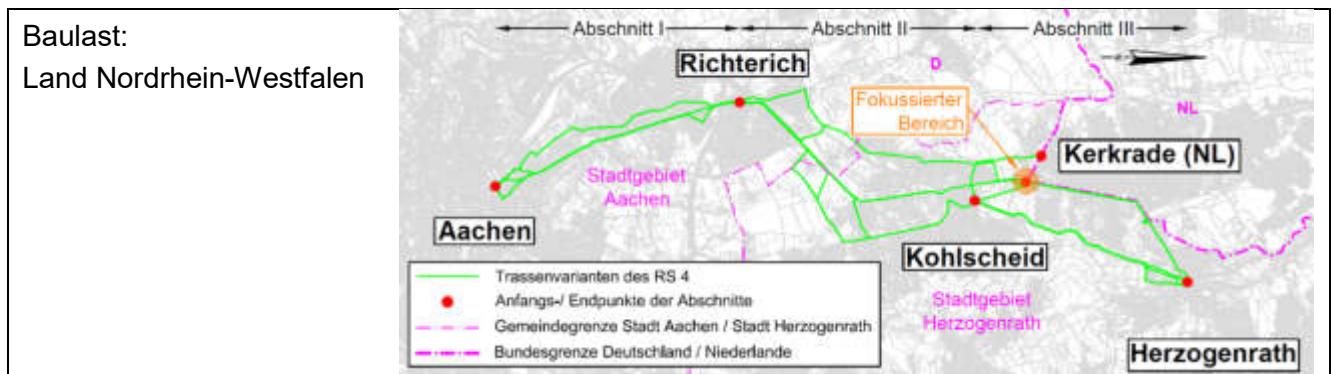 Baulast:
Land Nordrhein-Westfalen
Abschnitt I
Abschnitt II
Abschnitt III
Richterich
D
Fokussierter
Bereich
NL
Kerkrade (NL)
Stadtgebiet
Aachen
Aachen
Kohlscheid
Stadtgebiet
Herzogenrath
Herzogenrath
Trassenvarianten des RS 4
Anfangs-/ Endpunkte der Abschnitte
Gemeindegrenze Stadt Aachen / Stadt Herzogenrath
Bundesgrenze Deutschland / Niederlande